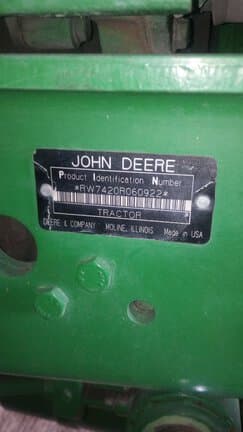 JOHN DEERE
Product Identification Number
*RW7420R060922*
TRACTOR
DEERE & COMPANY MOLINE, ILLINOIS Made in USA